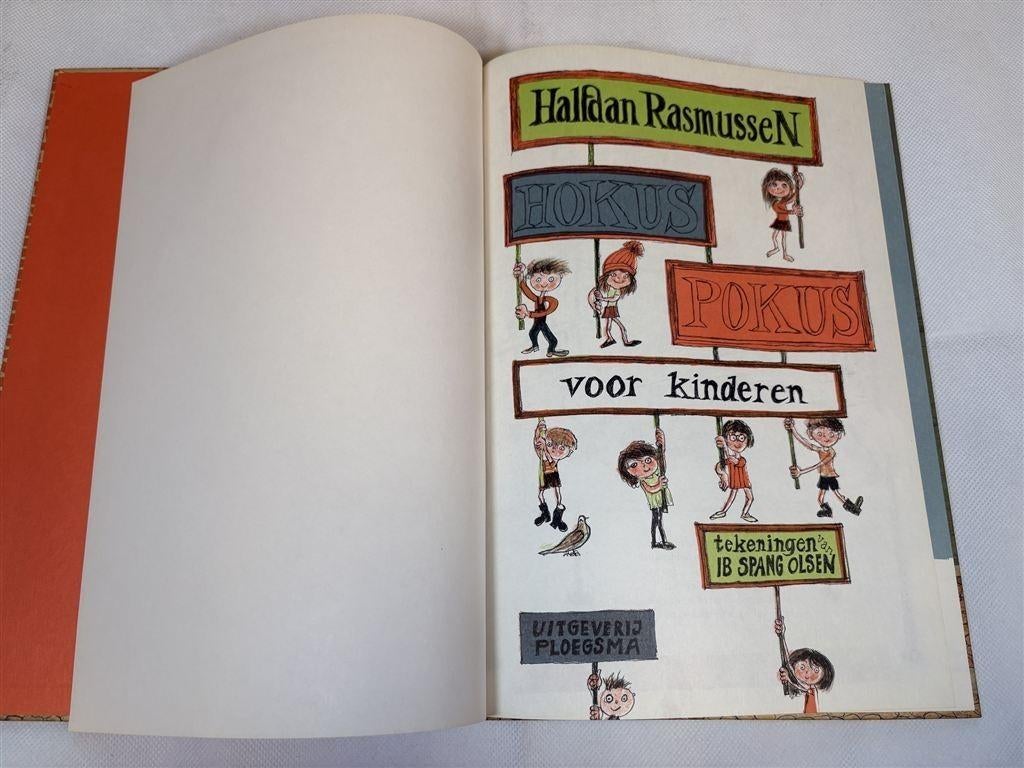 Halfdan Rasmussen
HOKUS
POKUS
voor kinderen
tekeningen van
IB SPANG OLSEN
UITGEVERIJ
PLOEGSMA